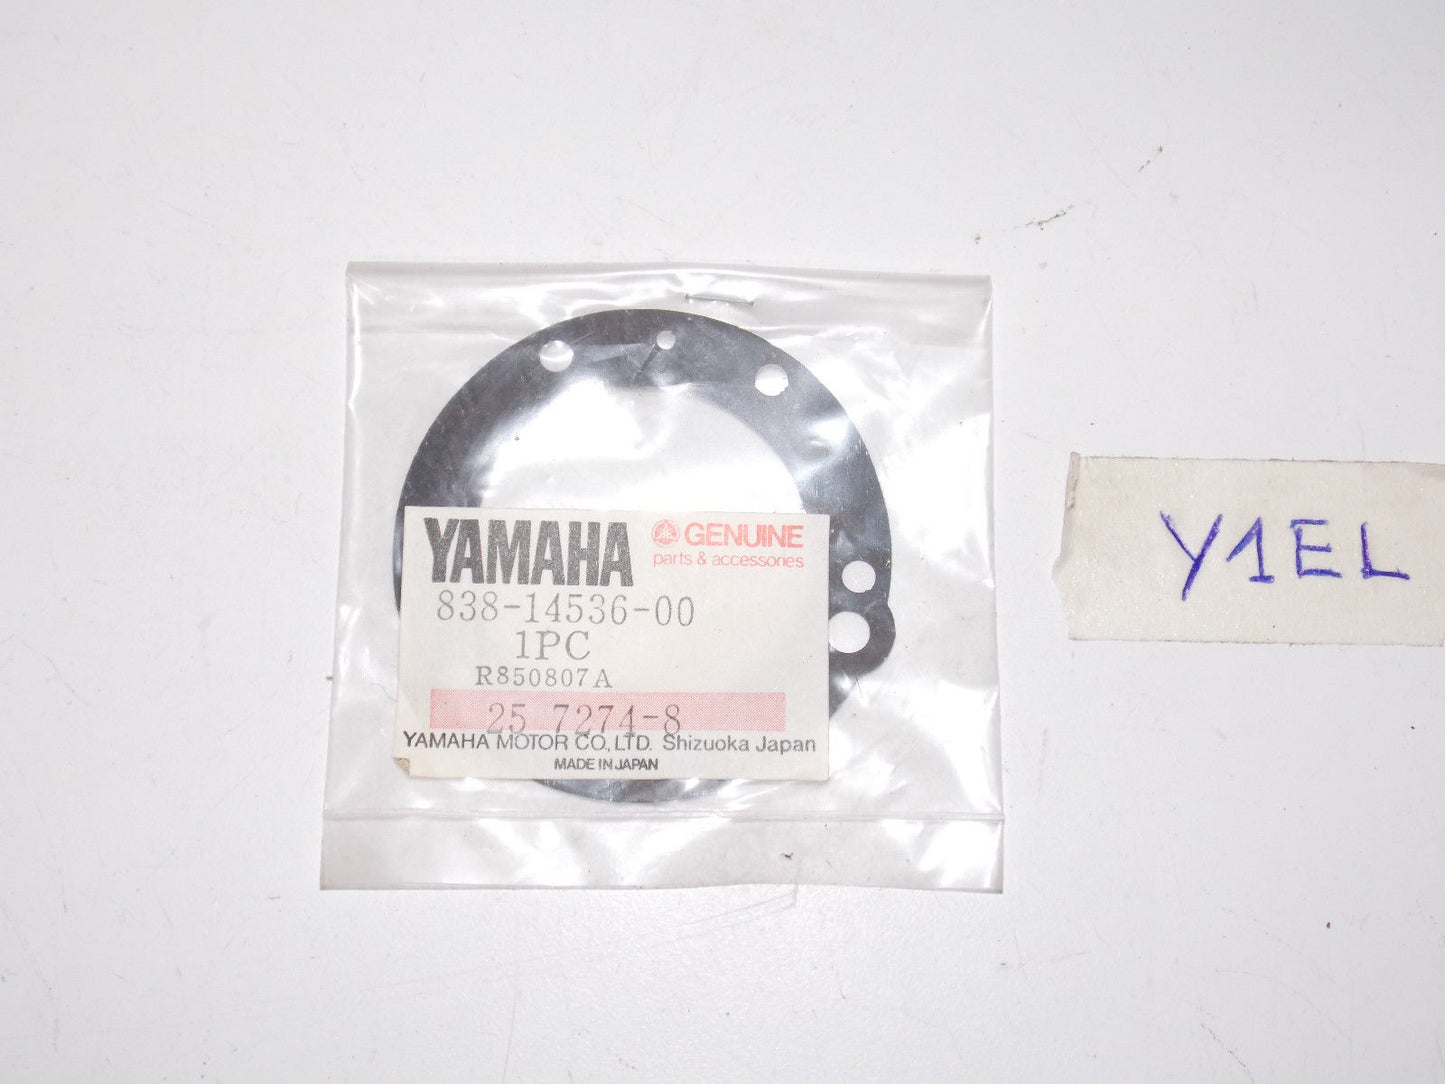 YAMAHA GENUINE
parts & accessories
838-14536-00
1PC
R850807A
25 7274-8
YAMAHA MOTOR CO., LTD. Shizuoka Japan
MADE IN JAPAN
Y1EL